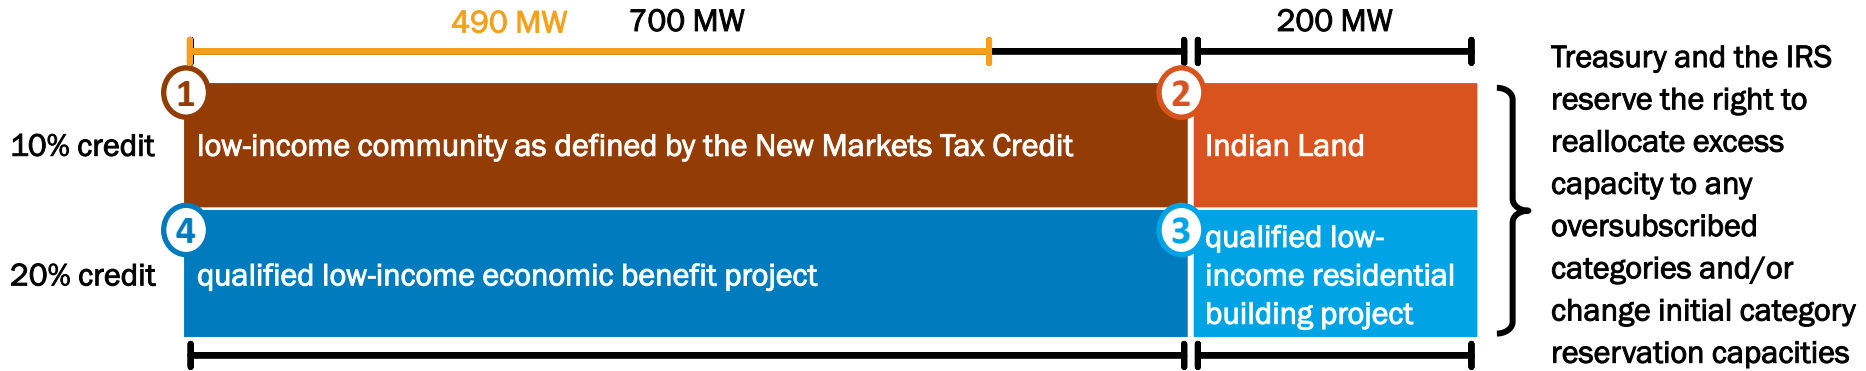 490 MW 700 MW 200 MW
1 2
10% credit low-income community as defined by the New Markets Tax Credit Indian Land
4 3
20% credit qualified low-income economic benefit project
qualified low-
income residential
building project
Treasury and the IRS
reserve the right to
reallocate excess
capacity to any
oversubscribed
categories and/or
change initial category
reservation capacities